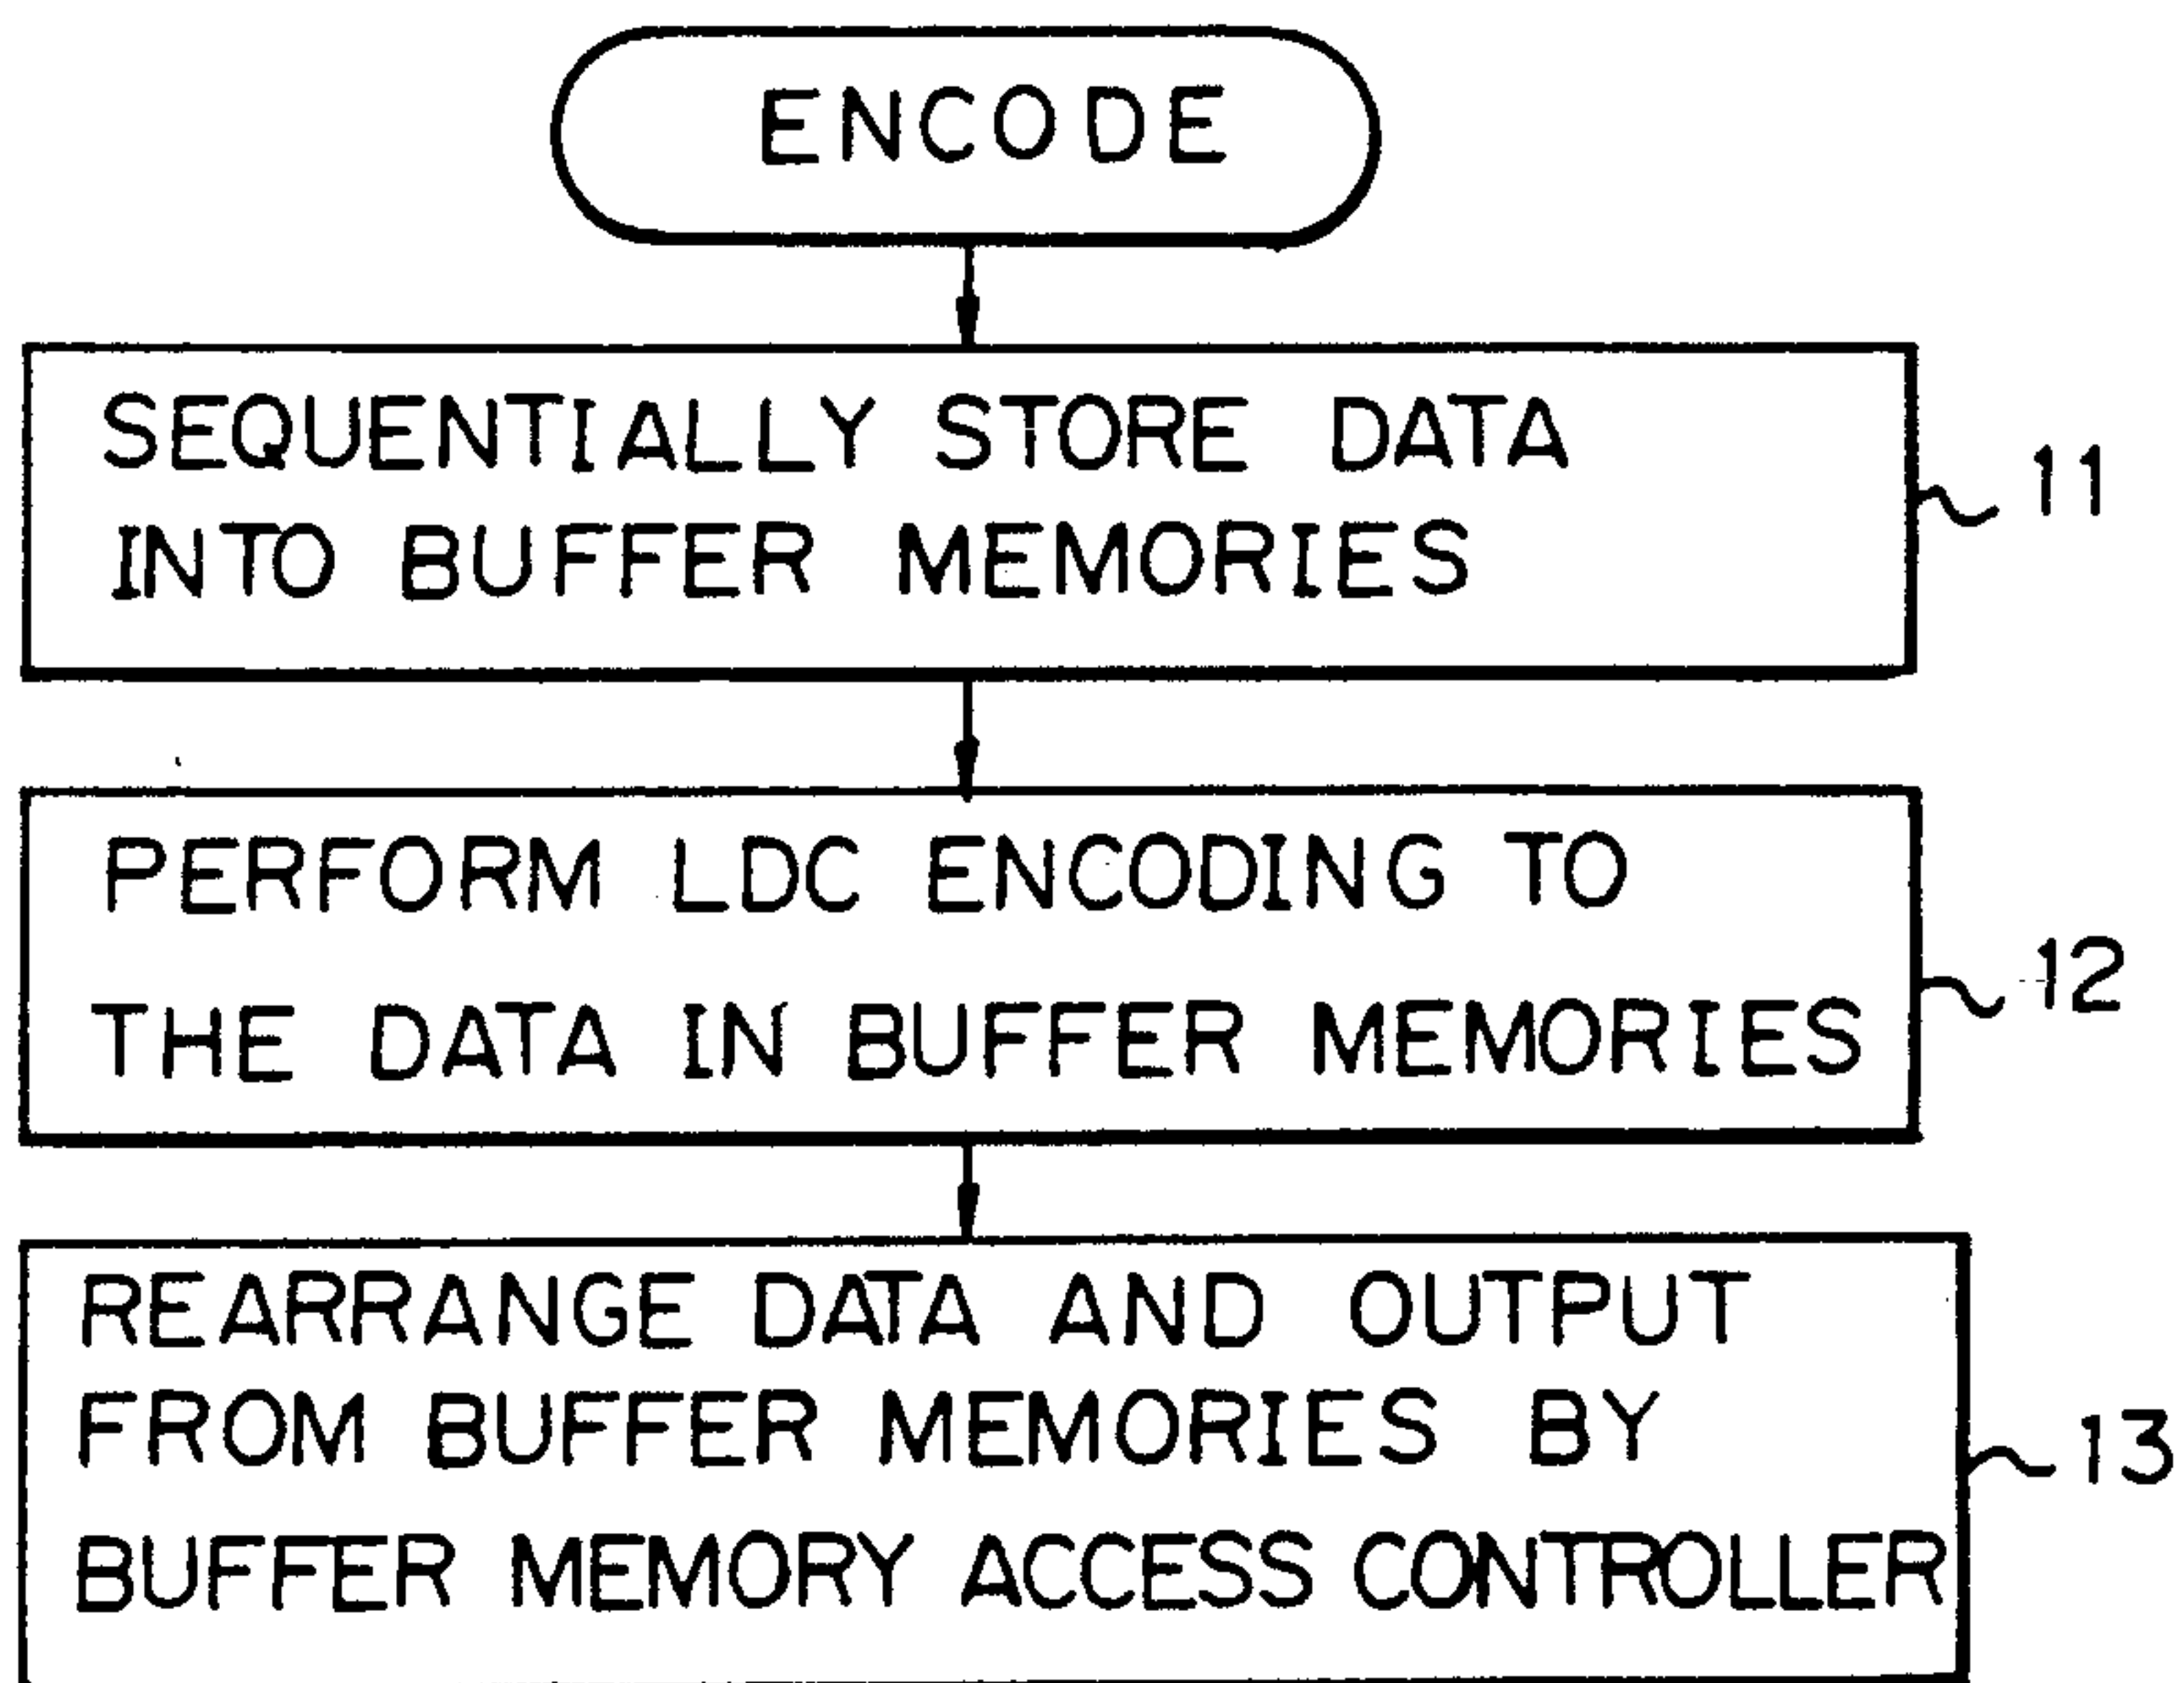 ENCODE
SEQUENTIALLY STORE DATA
INTO BUFFER MEMORIES
11
PERFORM LDC ENCODING TO
THE DATA IN BUFFER MEMORIES
12
REARRANGE DATA AND OUTPUT
FROM BUFFER MEMORIES BY
BUFFER MEMORY ACCESS CONTROLLER
13